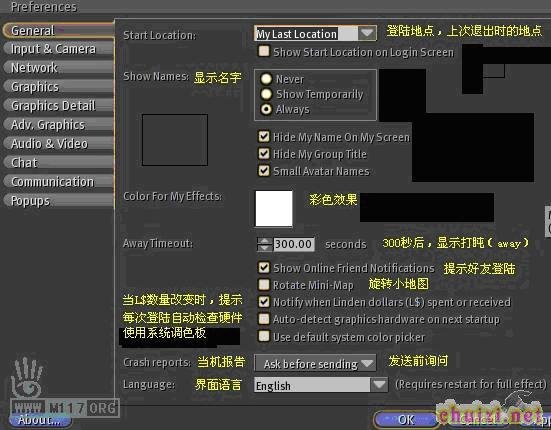 Preferences
General
Input & Camera
Network
Graphics
Graphics Detail
Adv. Graphics
Audio & Video
Chat
Communication
Popups
Start Location:
My Last Location
登陆地点，上次退出时的地点
Show Start Location on Login Screen
Show Names:
显示名字
Never
Show Temporarily
Always
Hide My Name On My Screen
Hide My Group Title
Small Avatar Names
Color For My Effects:
彩色效果
Away Timeout:
300.00 seconds
300秒后，显示打盹（away）
Show Online Friend Notifications
提示好友登陆
Rotate Mini-Map
旋转小地图
当L$数量改变时，提示
Notify when Linden dollars (L$) spent or received
每次登陆自动检查硬件
Auto-detect graphics hardware on next startup
使用系统调色板
Use default system color picker
Crash reports:
当机报告
Ask before sending
发送前询问
Language:
界面语言
English
(Requires restart for full effect)
WWW.M117.ORG
About...
OK
chuizi.net